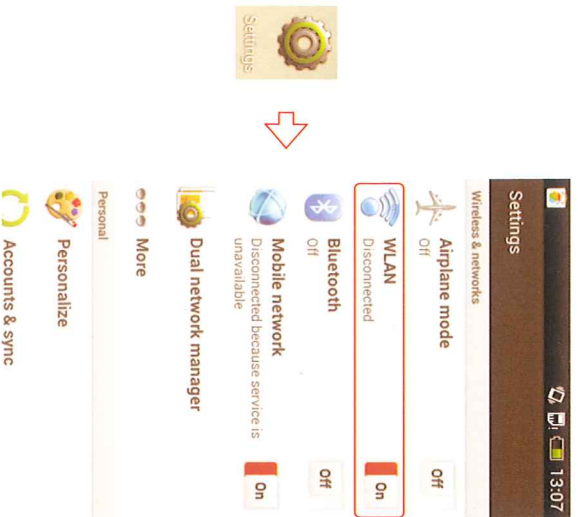 Settings
13:07
Settings
Wireless & networks
Airplane mode
Off
Off
WLAN
Disconnected
On
Bluetooth
Off
Off
Mobile network
Disconnected because service is
unavailable
On
Dual network manager
More
Personal
Personalize
Accounts & sync